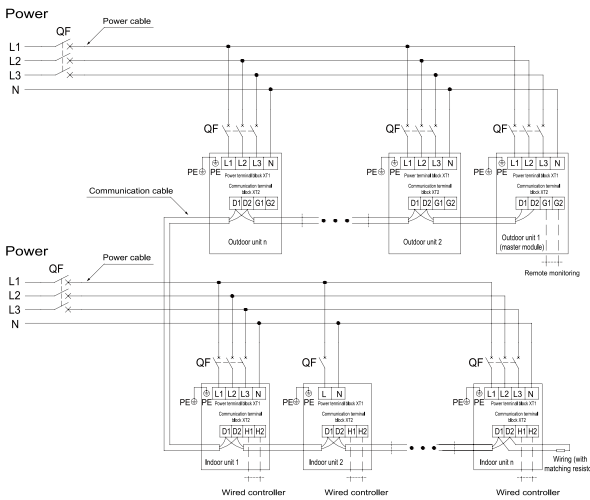 Power
QF
Power cable
L1
L2
L3
N
QF QF QF
PE PE L1 L2 L3 N
Power terminal block XT1
Communication terminal
block XT2
D1 D2 G1 G2
Outdoor unit n
PE PE L1 L2 L3 N
Power terminal block XT1
Communication terminal
block XT2
D1 D2 G1 G2
Outdoor unit 2
PE PE L1 L2 L3 N
Power terminal block XT1
Communication terminal
block XT2
D1 D2 G1 G2
Outdoor unit 1
(master module)
Remote monitoring
Communication cable
Power
QF
Power cable
L1
L2
L3
N
QF QF QF
PE PE L1 L2 L3 N
Power terminal block XT1
Communication terminal
block XT2
D1 D2 H1 H2
Indoor unit 1
Wired controller
PE PE L N
Power terminal block XT1
Communication terminal
block XT2
D1 D2 H1 H2
Indoor unit 2
Wired controller
PE PE L1 L2 L3 N
Power terminal block XT1
Communication terminal
block XT2
D1 D2 H1 H2
Indoor unit n
Wired controller
Wiring (with
matching resisto